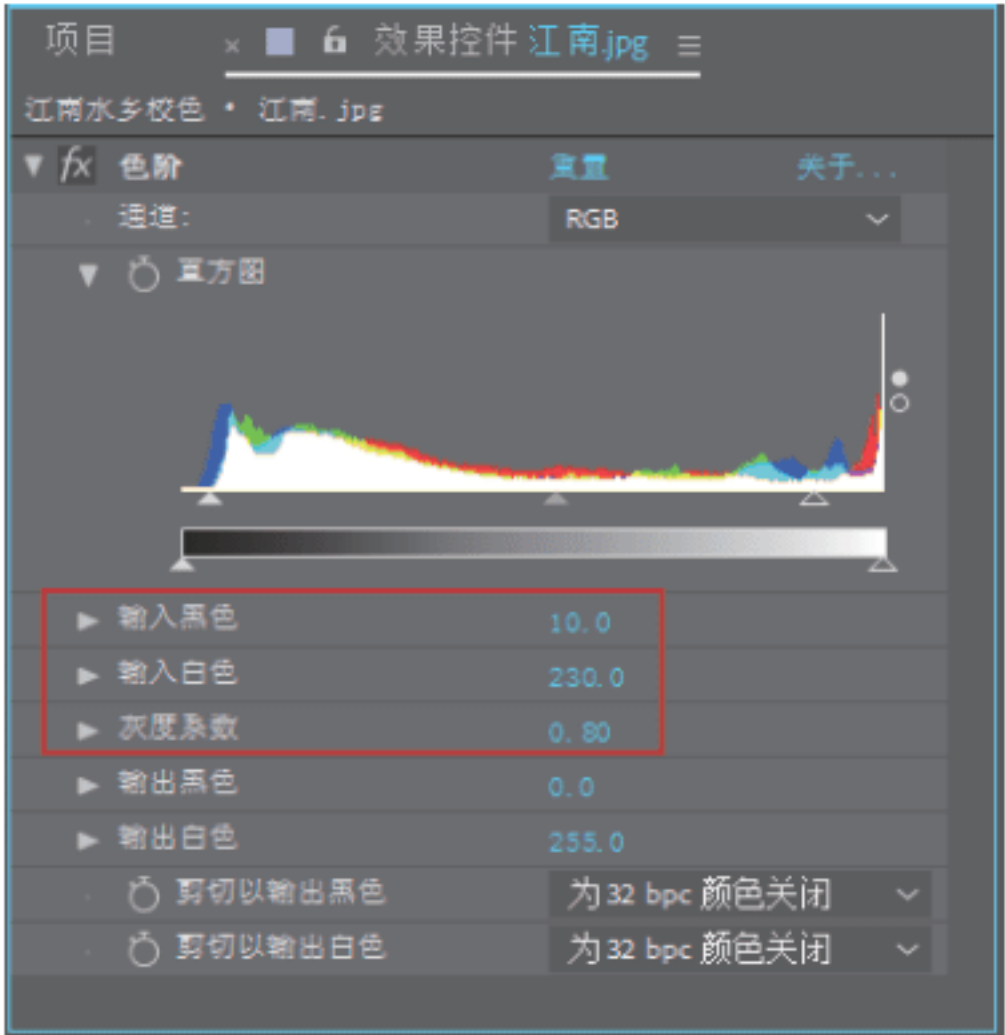 项目 × 效果控件 江南.jpg ≡
江南水乡校色 • 江南.jpg
fx 色阶 重置 关于...
通道: RGB
直方图
输入黑色 10.0
输入白色 230.0
灰度系数 0.80
输出黑色 0.0
输出白色 255.0
剪切以输出黑色 为 32 bpc 颜色关闭
剪切以输出白色 为 32 bpc 颜色关闭